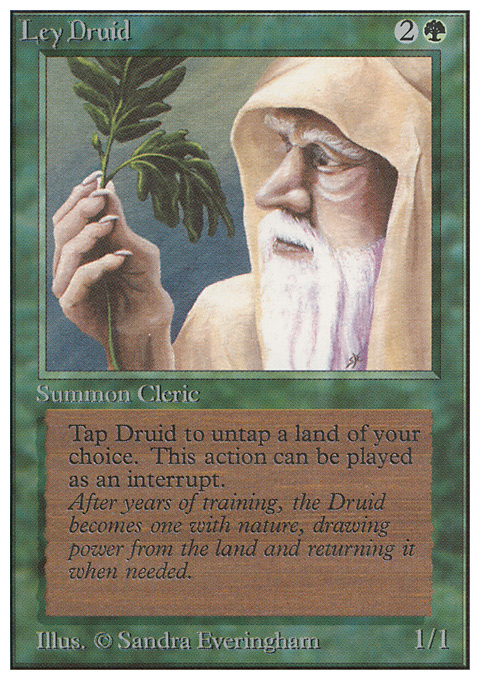 Ley Druid 2
Summon Cleric
Tap Druid to untap a land of your
choice. This action can be played
as an interrupt.
After years of training, the Druid
becomes one with nature, drawing
power from the land and returning it
when needed.
Illus. © Sandra Everingham 1/1